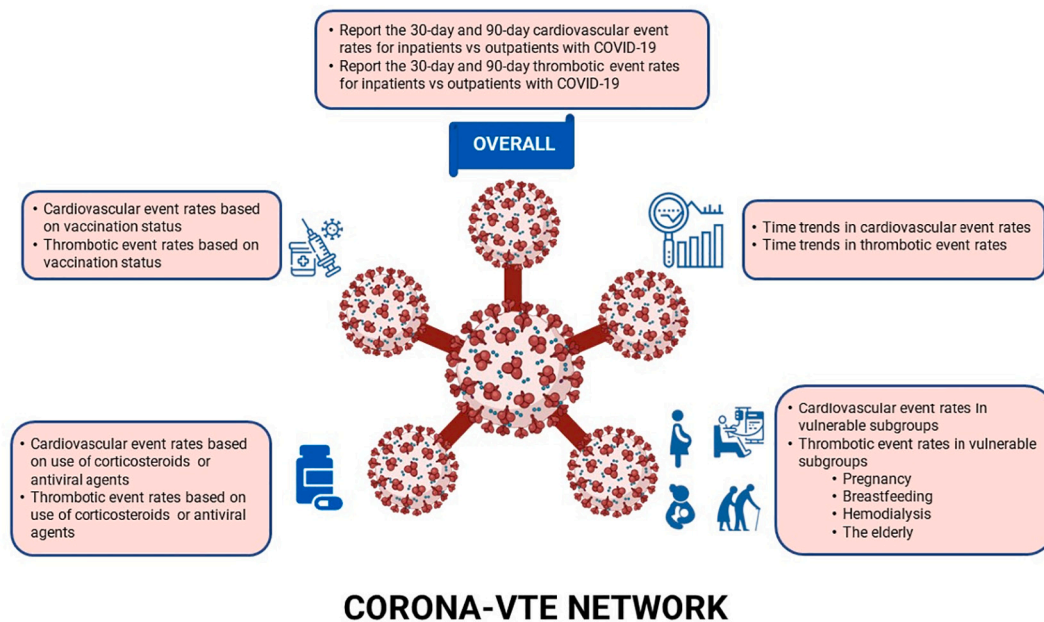 • Report the 30-day and 90-day cardiovascular event
rates for inpatients vs outpatients with COVID-19
• Report the 30-day and 90-day thrombotic event rates
for inpatients vs outpatients with COVID-19
OVERALL
• Cardiovascular event rates based
on vaccination status
• Thrombotic event rates based on
vaccination status
• Time trends in cardiovascular event rates
• Time trends in thrombotic event rates
• Cardiovascular event rates based
on use of corticosteroids or
antiviral agents
• Thrombotic event rates based on
use of corticosteroids or antiviral
agents
• Cardiovascular event rates in
vulnerable subgroups
• Thrombotic event rates in vulnerable
subgroups
• Pregnancy
• Breastfeeding
• Hemodialysis
• The elderly
CORONA-VTE NETWORK